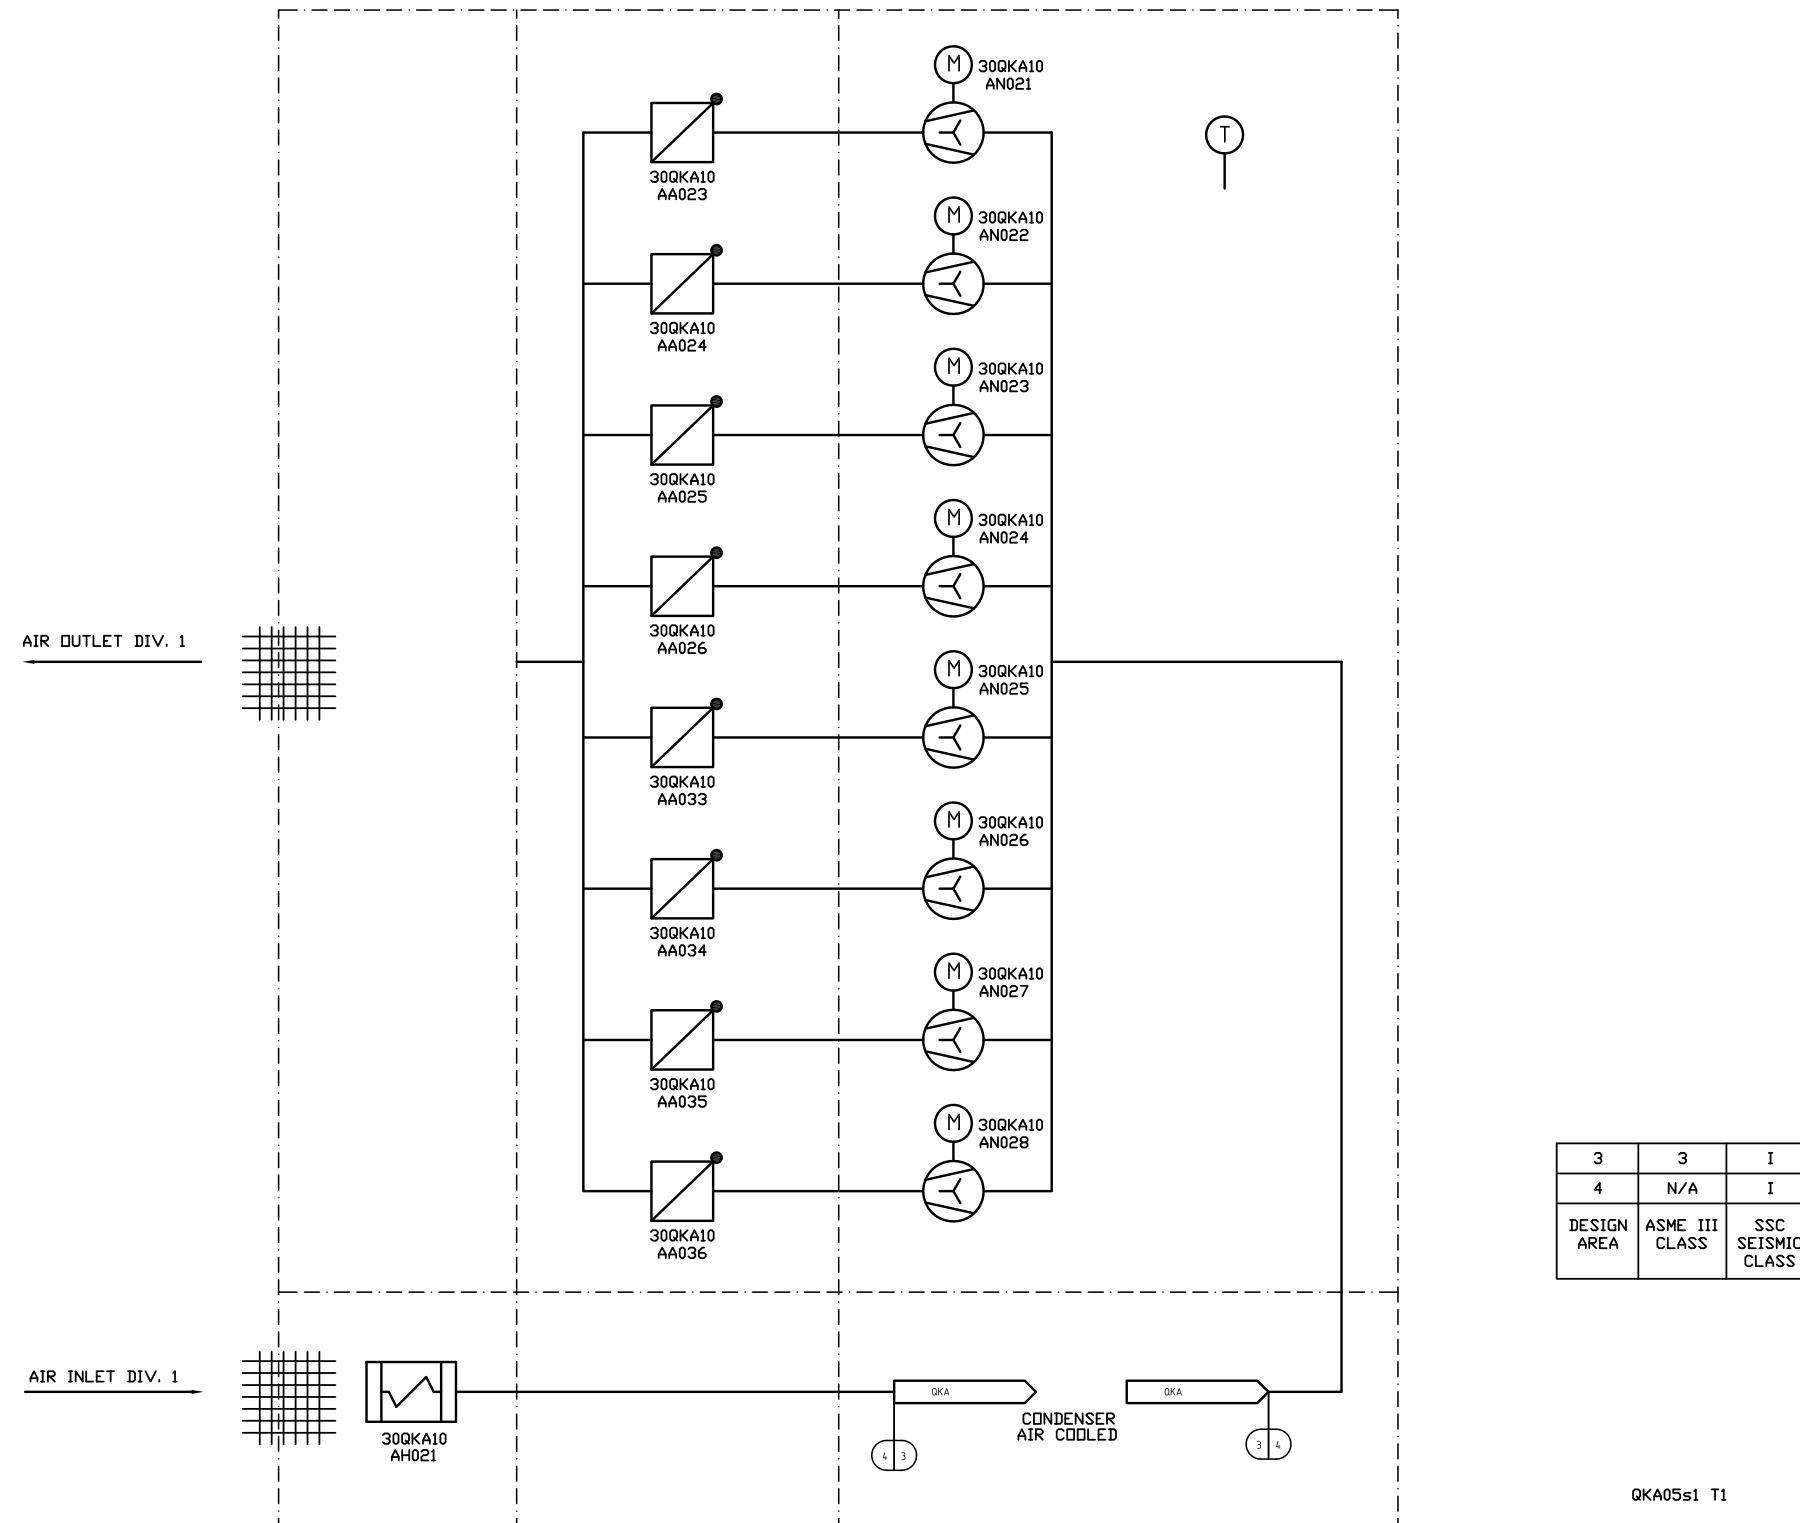 M
30QKA10
AN021
T
30QKA10
AA023
M
30QKA10
AN022
30QKA10
AA024
M
30QKA10
AN023
30QKA10
AA025
M
30QKA10
AN024
30QKA10
AA026
AIR OUTLET DIV. 1
M
30QKA10
AN025
30QKA10
AA033
M
30QKA10
AN026
30QKA10
AA034
M
30QKA10
AN027
30QKA10
AA035
M
30QKA10
AN028
30QKA10
AA036
3 3 I
4 N/A I
DESIGN AREA
ASME III CLASS
SSC SEISMIC CLASS
AIR INLET DIV. 1
30QKA10
AH021
QKA
QKA
CONDENSER
AIR COOLED
4 3
3 4
QKA05s1 T1